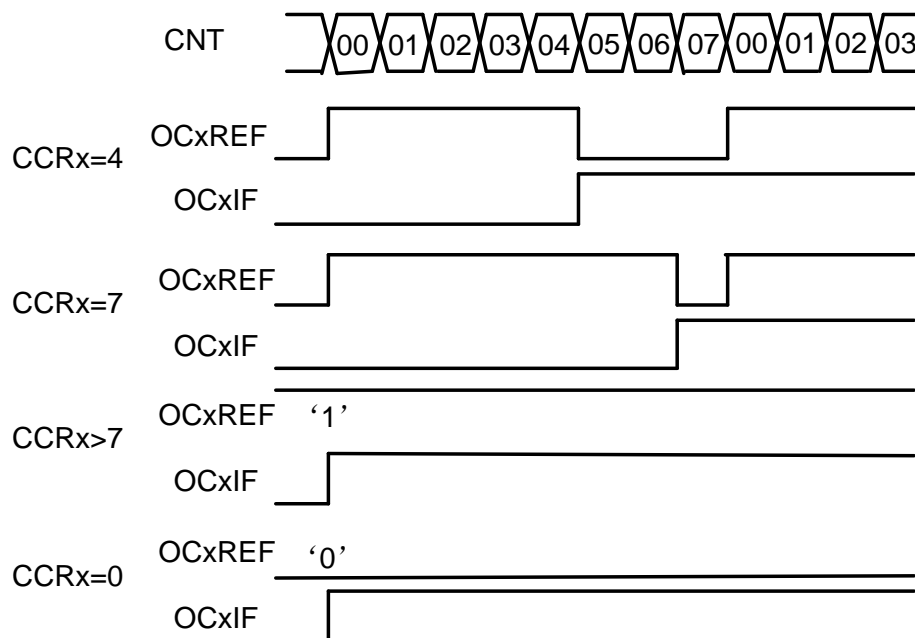 CNT 00 01 02 03 04 05 06 07 00 01 02 03
OCxREF
CCRx=4
OCxIF
OCxREF
CCRx=7
OCxIF
OCxREF ‘1’
CCRx>7
OCxIF
OCxREF ‘0’
CCRx=0
OCxIF